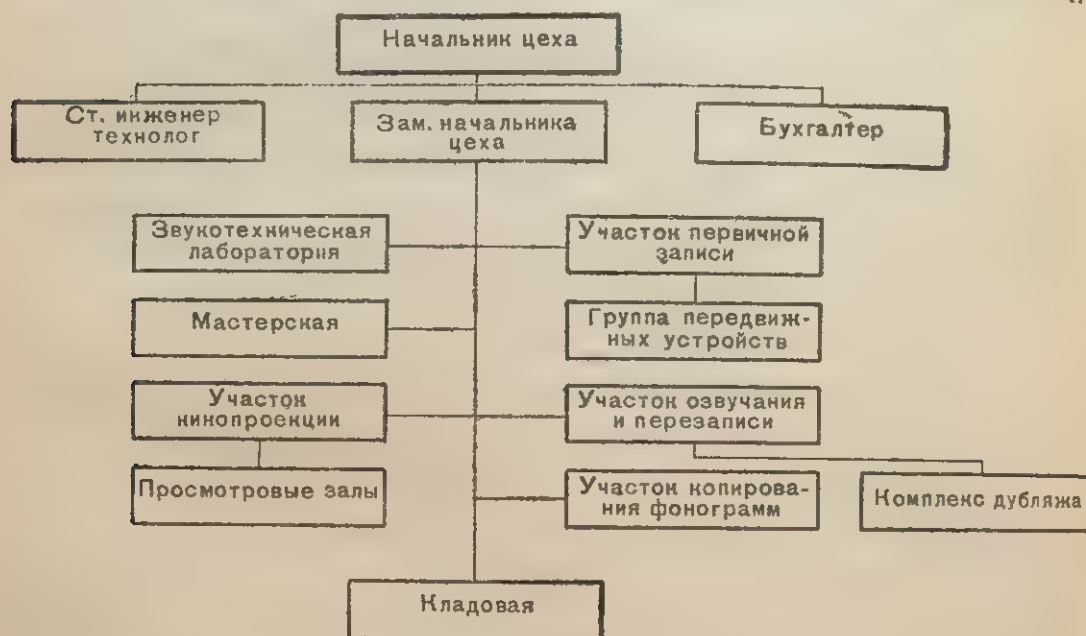 Начальник цеха
Ст. инженер
технолог
Зам. начальника
цеха
Бухгалтер
Звукотехническая
лаборатория
Участок первичной
записи
Мастерская
Группа передвиж-
ных устройств
Участок
кинопроекции
Участок озвучания
и перезаписи
Просмотровые залы
Участок копирова-
ния фонограмм
Комплекс дубляжа
Кладовая